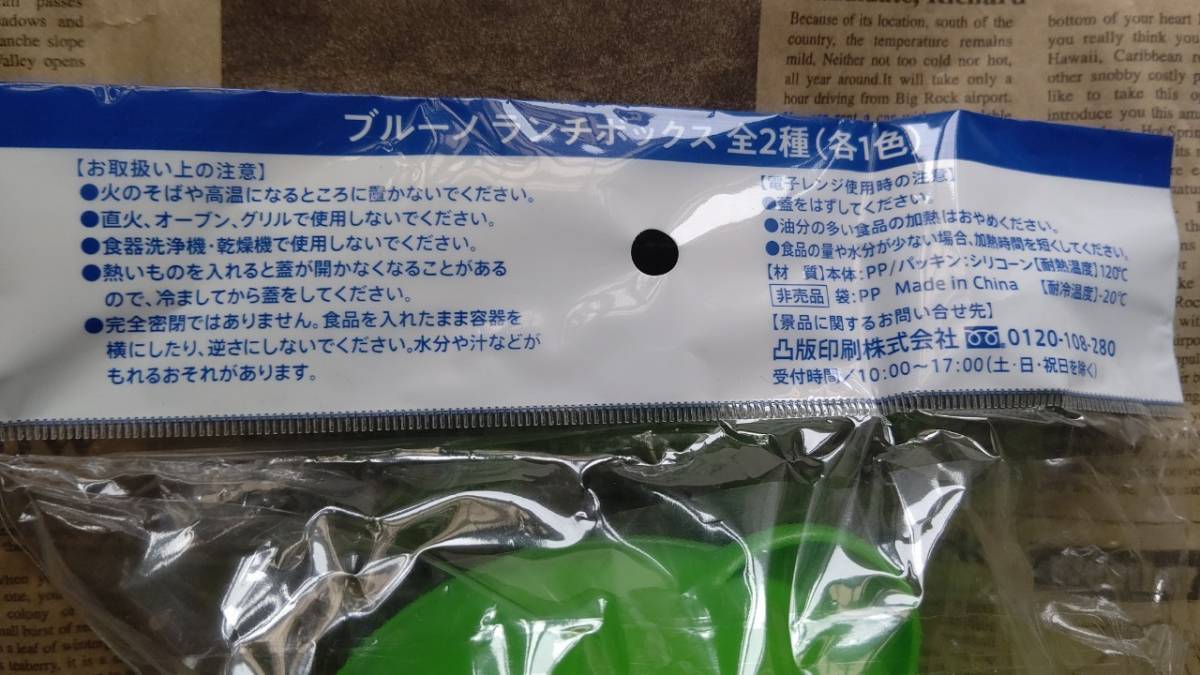 ブルーノ ランチボックス 全2種(各1色)
【お取扱い上の注意】
●火のそばや高温になるところに置かないでください。
●直火、オーブン、グリルで使用しないでください。
●食器洗浄機・乾燥機で使用しないでください。
●熱いものを入れると蓋が開かなくなることがある
ので、冷ましてから蓋をしてください。
●完全密閉ではありません。食品を入れたまま容器を
横にしたり、逆さにしないでください。水分や汁などが
もれるおそれがあります。
【電子レンジ使用時の注意】
●蓋をはずしてください。
●油分の多い食品の加熱はおやめください。
●食品の量や水分が少ない場合、加熱時間を短くしてください。
【材 質】本体:PP/パッキン:シリコーン【耐熱温度】120℃
非売品 袋:PP Made in China 【耐冷温度】-20℃
【景品に関するお問い合せ先】
凸版印刷株式会社 0120-108-280
受付時間/10:00~17:00(土・日・祝日を除く)
Because of its location, south of the
country, the temperature remains
mild. Neither not too cold nor hot,
all year around.It will take only a
hour driving from Big Rock airport.
bottom of your heart
you really think you
Hawaii, Caribbean
other snobby costly
like to take this
introduce you this
adows and
anche slope
Valley opens